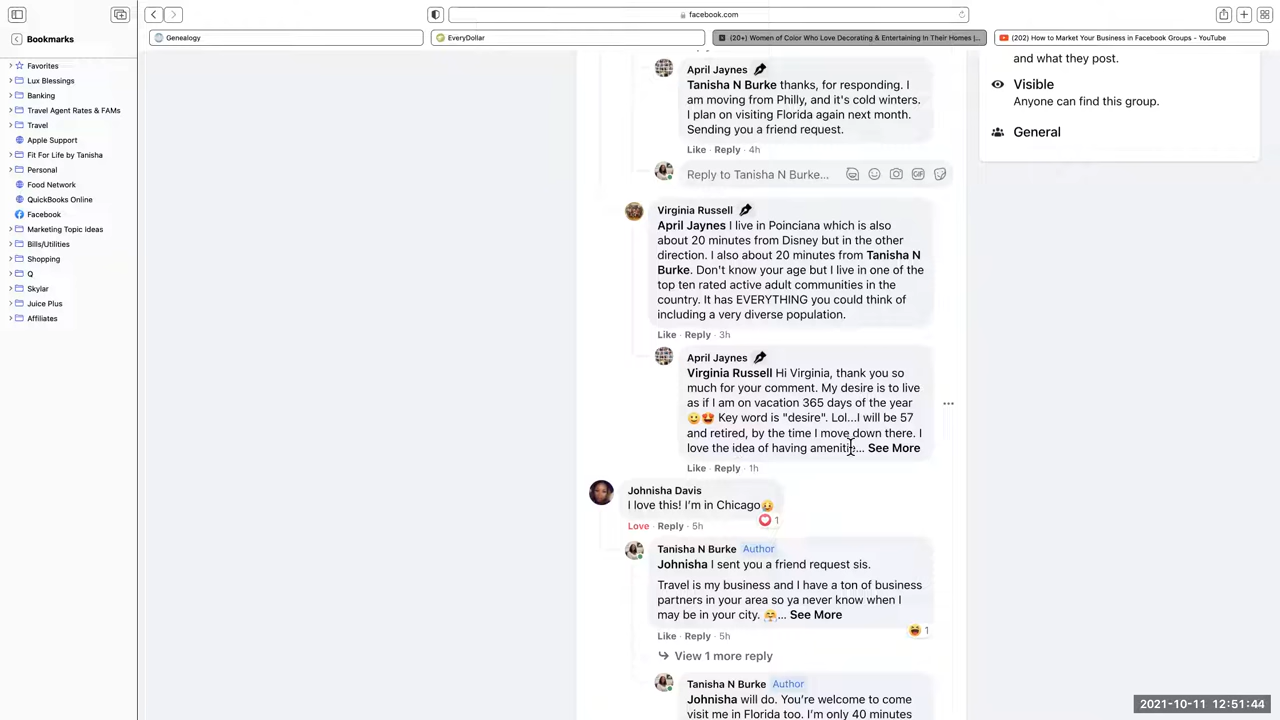 Bookmarks
Favorites
Lux Blessings
Banking
Travel Agent Rates & FAMs
Travel
Apple Support
Fit For Life by Tanisha
Personal
Food Network
QuickBooks Online
Facebook
Marketing Topic Ideas
Bills/Utilities
Shopping
Q
Skylar
Juice Plus
Affiliates
facebook.com
Genealogy
EveryDollar
(20+) Women of Color Who Love Decorating & Entertaining In Their Homes |...
(202) How to Market Your Business in Facebook Groups - YouTube
April Jaynes
Tanisha N Burke thanks, for responding. I
am moving from Philly, and it's cold winters.
I plan on visiting Florida again next month.
Sending you a friend request.
Like · Reply · 4h
Reply to Tanisha N Burke...
GIF
Virginia Russell
April Jaynes I live in Poinciana which is also
about 20 minutes from Disney but in the other
direction. I also about 20 minutes from Tanisha N
Burke. Don't know your age but I live in one of the
top ten rated active adult communities in the
country. It has EVERYTHING you could think of
including a very diverse population.
Like · Reply · 3h
April Jaynes
Virginia Russell Hi Virginia, thank you so
much for your comment. My desire is to live
as if I am on vacation 365 days of the year
Key word is "desire". Lol...I will be 57
and retired, by the time I move down there. I
love the idea of having amenitie... See More
Like · Reply · 1h
Johnisha Davis
I love this! I'm in Chicago
1
Love · Reply · 5h
Tanisha N Burke Author
Johnisha I sent you a friend request sis.
Travel is my business and I have a ton of business
partners in your area so ya never know when I
may be in your city. ... See More
1
Like · Reply · 5h
View 1 more reply
Tanisha N Burke Author
Johnisha will do. You're welcome to come
visit me in Florida too. I'm only 40 minutes
and what they post.
Visible
Anyone can find this group.
General
2021-10-11 12:51:44